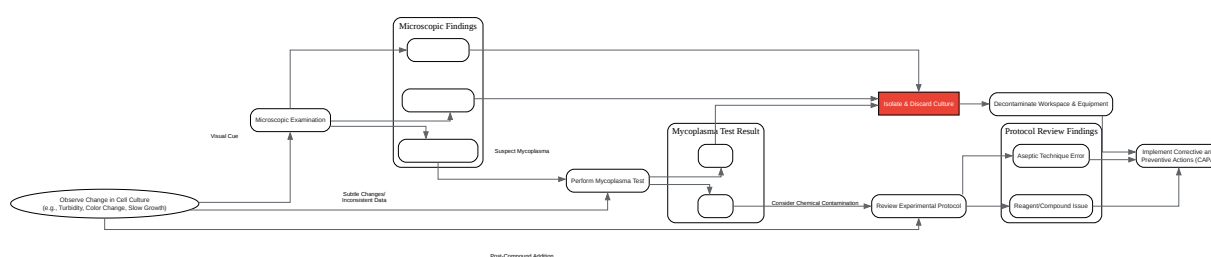 Microscopic Findings
Isolate & Discard Culture
Decontaminate Workspace & Equipment
Microscopic Examination
Visual Cue
Mycoplasma Test Result
Protocol Review Findings
Suspect Mycoplasma
Aseptic Technique Error
Implement Corrective an
Preventive Actions (CAPA
Perform Mycoplasma Test
Subtle Changes/
Inconsistent Data
Observe Change in Cell Culture
(e.g., Turbidity, Color Change, Slow Growth)
Consider Chemical Contamination
Review Experimental Protocol
Reagent/Compound Issue
Post-Compound Addition